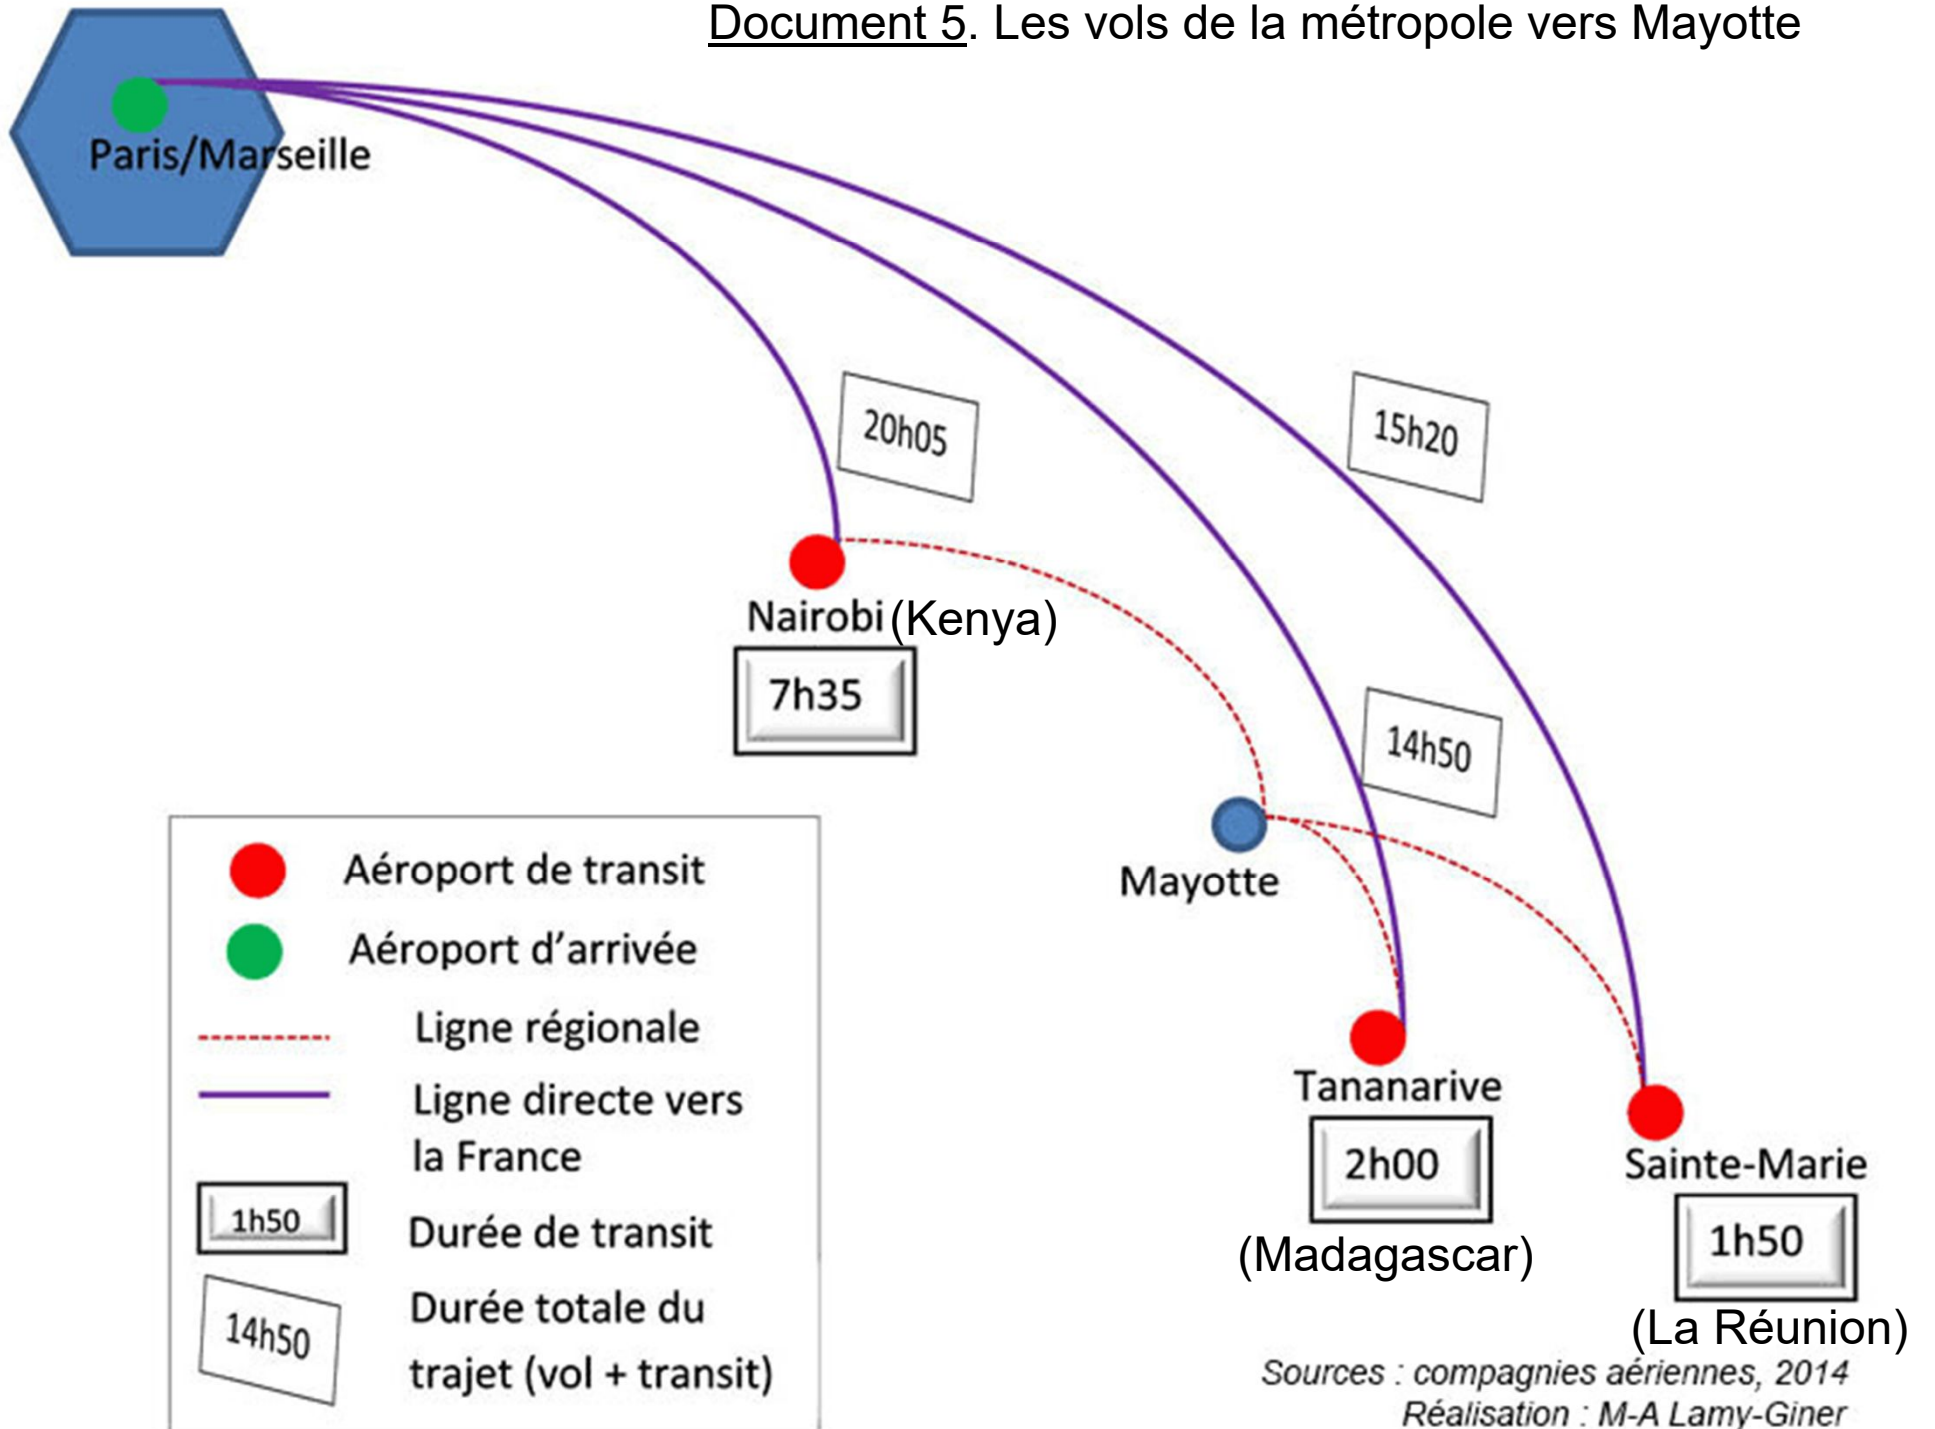 Document 5. Les vols de la métropole vers Mayotte
Paris/Marseille
20h05
15h20
Nairobi (Kenya)
7h35
14h50
Mayotte
Aéroport de transit
Aéroport d’arrivée
Ligne régionale
Ligne directe vers
la France
1h50
Durée de transit
14h50
Durée totale du
trajet (vol + transit)
Tananarive
2h00
(Madagascar)
Sainte-Marie
1h50
(La Réunion)
Sources : compagnies aériennes, 2014
Réalisation : M-A Lamy-Giner